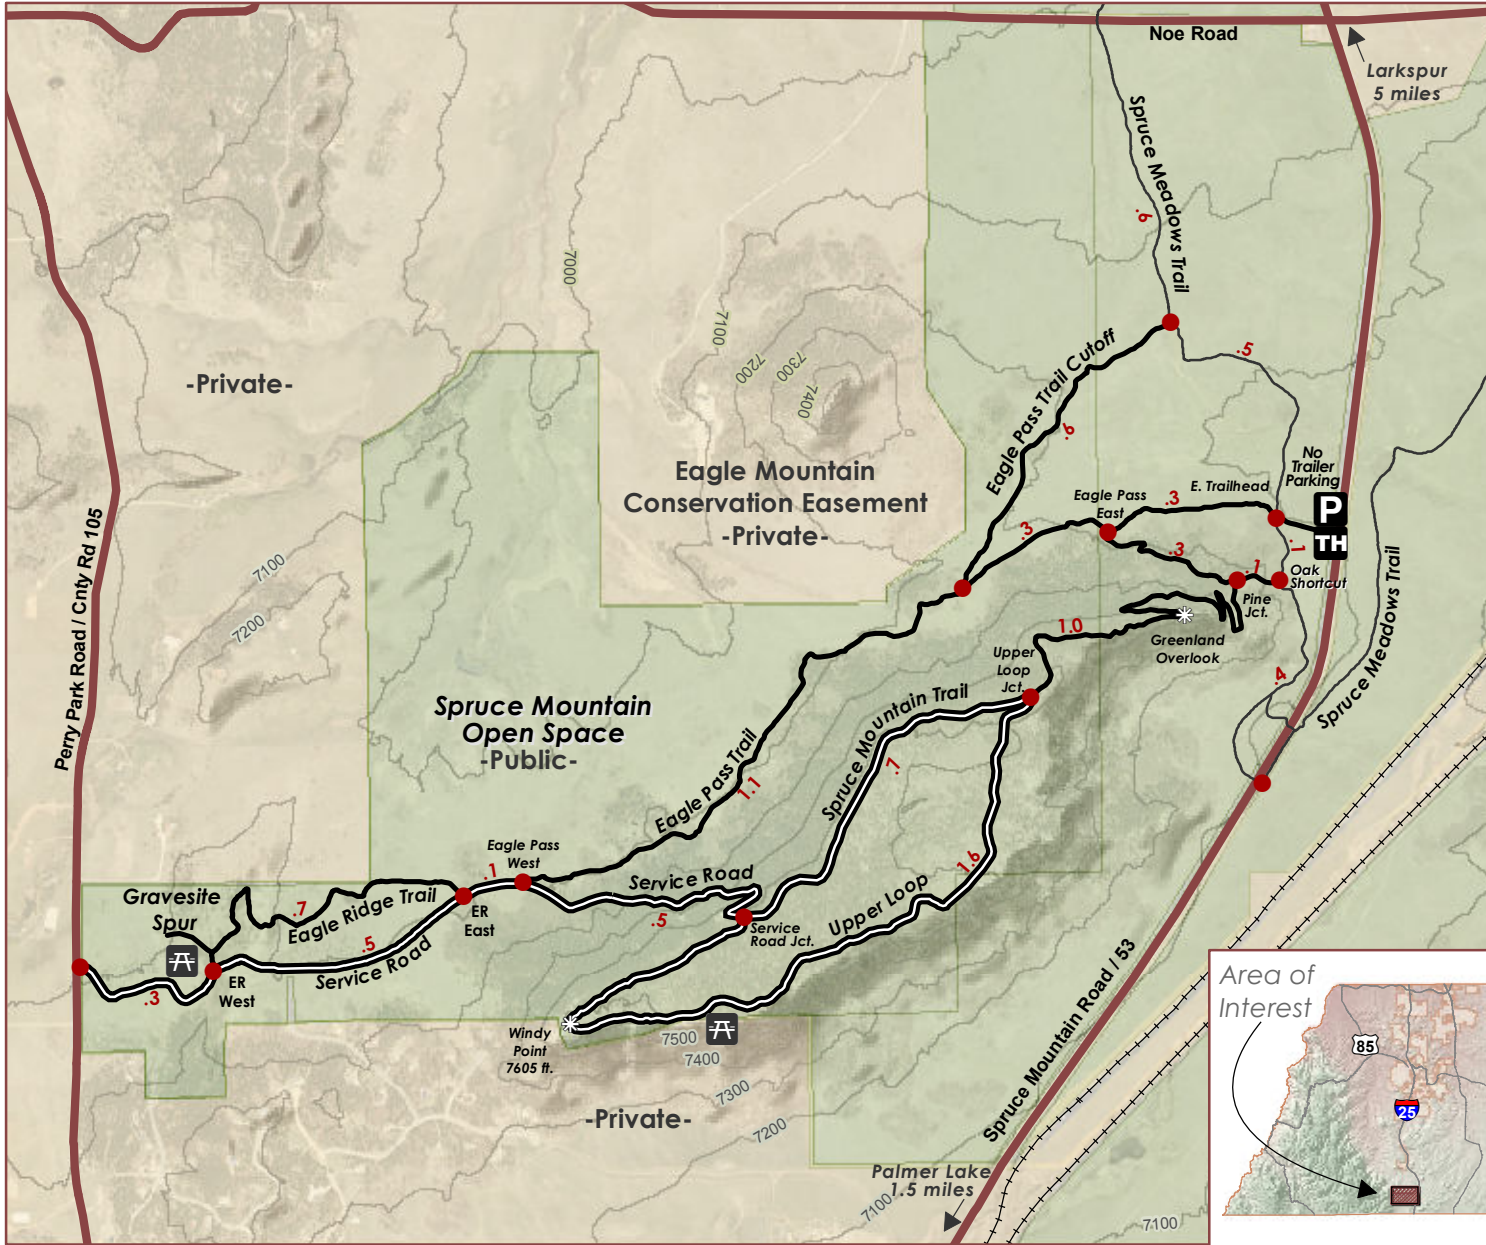 Noe Road
Larkspur
5 miles
Spruce Meadows Trail
.6
7000
7100
7200
7300
7400
-Private-
Eagle Pass Trail Cutoff
.6
.5
Eagle Mountain
Conservation Easement
-Private-
No
Trailer
Parking
P
TH
E. Trailhead
Eagle Pass
East
.3
.3
.3
.1
.1
Oak
Shortcut
Pine
Jct.
Greenland
Overlook
1.0
Upper
Loop
Jct.
.4
Spruce Meadows Trail
Perry Park Road / Cnty Rd 105
7100
7200
Spruce Mountain
Open Space
-Public-
Spruce Mountain Trail
.7
Eagle Pass Trail
1.1
Eagle Pass
West
.1
Service Road
.5
Service
Road Jct.
Upper Loop
1.6
Gravesite
Spur
.7
Eagle Ridge Trail
ER
East
.5
Service Road
ER
West
.3
Windy
Point
7605 ft.
7500
7400
7300
7200
7100
-Private-
Spruce Mountain Road / 53
Palmer Lake
1.5 miles
7100
Area of
Interest
85
25